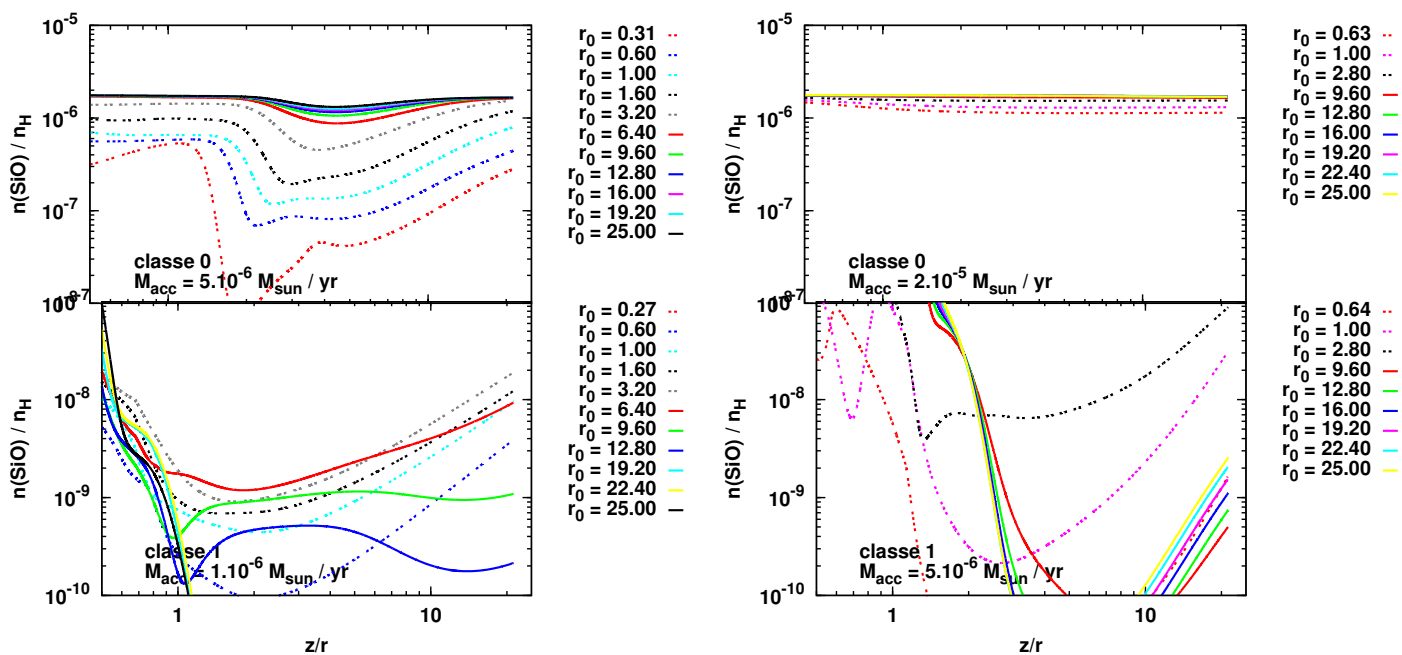 10^-5
10^-6
10^-7
10^-8
n(SiO) / n_H
classe 0
M_acc = 5.10^-6 M_sun / yr
r_0 = 0.31
r_0 = 0.60
r_0 = 1.00
r_0 = 1.60
r_0 = 3.20
r_0 = 6.40
r_0 = 9.60
r_0 = 12.80
r_0 = 16.00
r_0 = 19.20
r_0 = 25.00
10^-5
10^-6
10^-7
n(SiO) / n_H
classe 0
M_acc = 2.10^-5 M_sun / yr
r_0 = 0.63
r_0 = 1.00
r_0 = 2.80
r_0 = 9.60
r_0 = 12.80
r_0 = 16.00
r_0 = 19.20
r_0 = 22.40
r_0 = 25.00
10^-8
10^-9
10^-10
n(SiO) / n_H
classe 1
M_acc = 1.10^-6 M_sun / yr
1
10
z/r
r_0 = 0.27
r_0 = 0.60
r_0 = 1.00
r_0 = 1.60
r_0 = 3.20
r_0 = 6.40
r_0 = 9.60
r_0 = 12.80
r_0 = 19.20
r_0 = 22.40
r_0 = 25.00
10^-8
10^-9
10^-10
n(SiO) / n_H
classe 1
M_acc = 5.10^-6 M_sun / yr
1
10
z/r
r_0 = 0.64
r_0 = 1.00
r_0 = 2.80
r_0 = 9.60
r_0 = 12.80
r_0 = 16.00
r_0 = 19.20
r_0 = 22.40
r_0 = 25.00